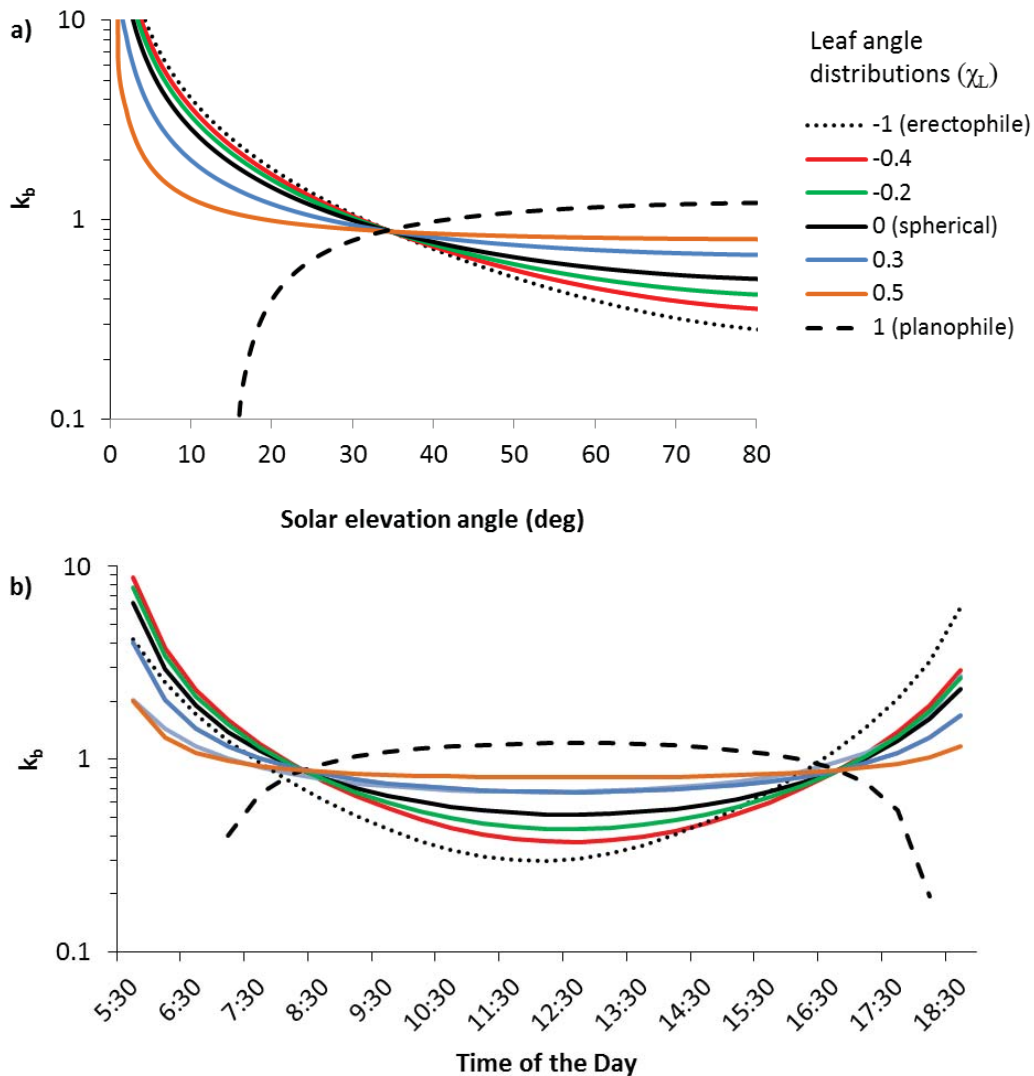 a)
10
1
0.1
k_b
0 10 20 30 40 50 60 70 80
Solar elevation angle (deg)
Leaf angle
distributions (χ_L)
-1 (erectophile)
-0.4
-0.2
0 (spherical)
0.3
0.5
1 (planophile)
b)
10
1
0.1
k_b
5:30 6:30 7:30 8:30 9:30 10:30 11:30 12:30 13:30 14:30 15:30 16:30 17:30 18:30
Time of the Day